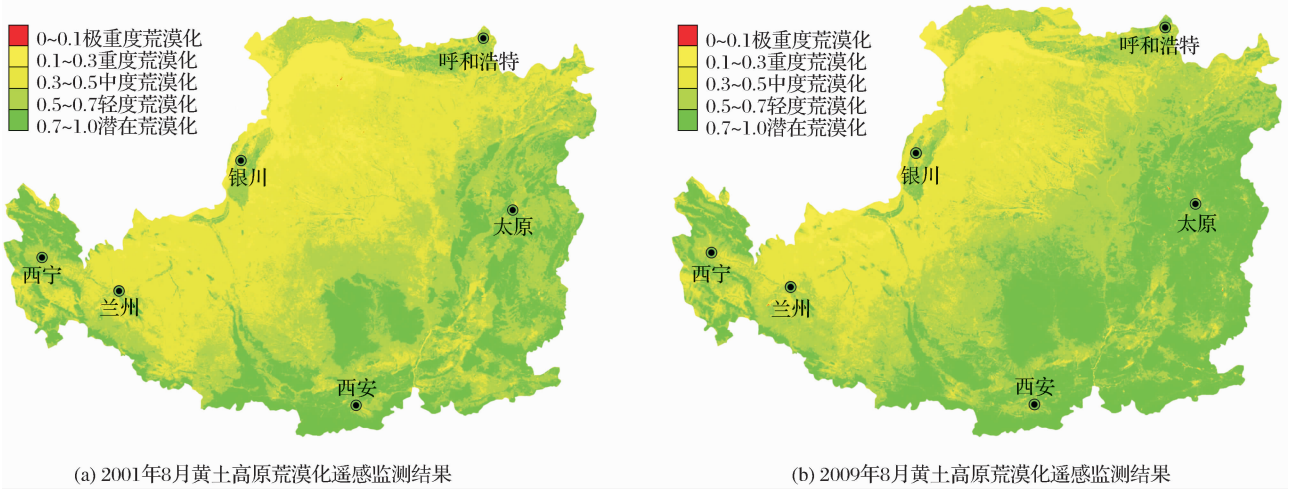 0~0.1极重度荒漠化
0.1~0.3重度荒漠化
0.3~0.5中度荒漠化
0.5~0.7轻度荒漠化
0.7~1.0潜在荒漠化
呼和浩特
银川
太原
西宁
兰州
西安
(a) 2001年8月黄土高原荒漠化遥感监测结果
0~0.1极重度荒漠化
0.1~0.3重度荒漠化
0.3~0.5中度荒漠化
0.5~0.7轻度荒漠化
0.7~1.0潜在荒漠化
呼和浩特
银川
太原
西宁
兰州
西安
(b) 2009年8月黄土高原荒漠化遥感监测结果